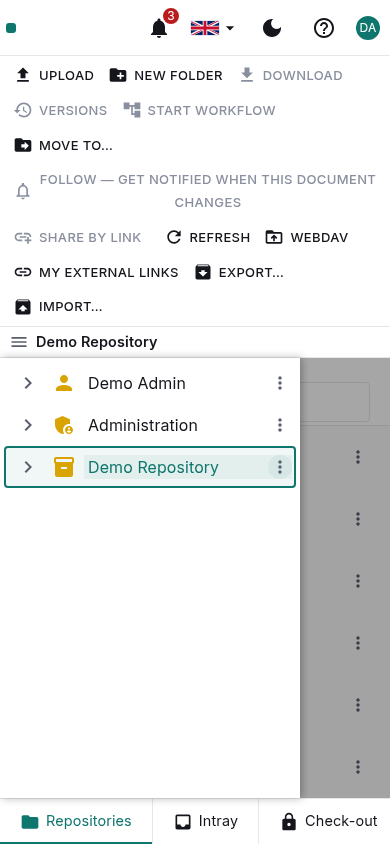 3
DA
UPLOAD NEW FOLDER DOWNLOAD
VERSIONS START WORKFLOW
MOVE TO...
FOLLOW — GET NOTIFIED WHEN THIS DOCUMENT
CHANGES
SHARE BY LINK REFRESH WEBDAV
MY EXTERNAL LINKS EXPORT...
IMPORT...
Demo Repository
Demo Admin
Administration
Demo Repository
Repositories Intray Check-out